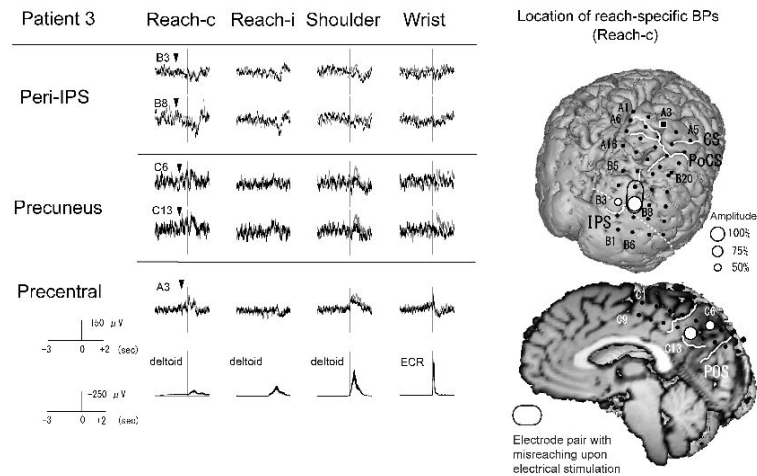 Patient 3
Reach-c
Reach-i
Shoulder
Wrist
Peri-IPS
B3
B8
Precuneus
C6
C13
Precentral
A3
150 μV
-3 0 +2 (sec)
-250 μV
-3 0 +2 (sec)
deltoid
deltoid
deltoid
ECR
Location of reach-specific BPs
(Reach-c)
A1
A6
A3
A5
CS
A16
PoCS
B5
B20
B3
B8
IPS
B1
B6
Amplitude
100%
75%
50%
C1
C9
C6
C13
POS
Electrode pair with
misreaching upon
electrical stimulation